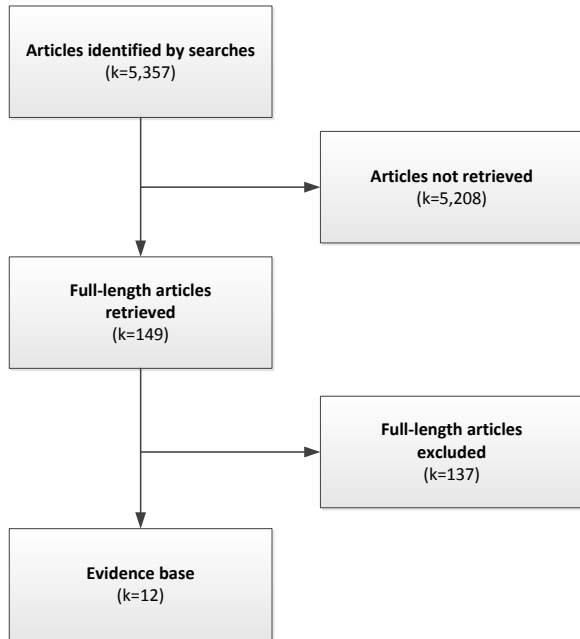 Articles identified by searches
(k=5,357)
Articles not retrieved
(k=5,208)
Full-length articles
retrieved
(k=149)
Full-length articles
excluded
(k=137)
Evidence base
(k=12)